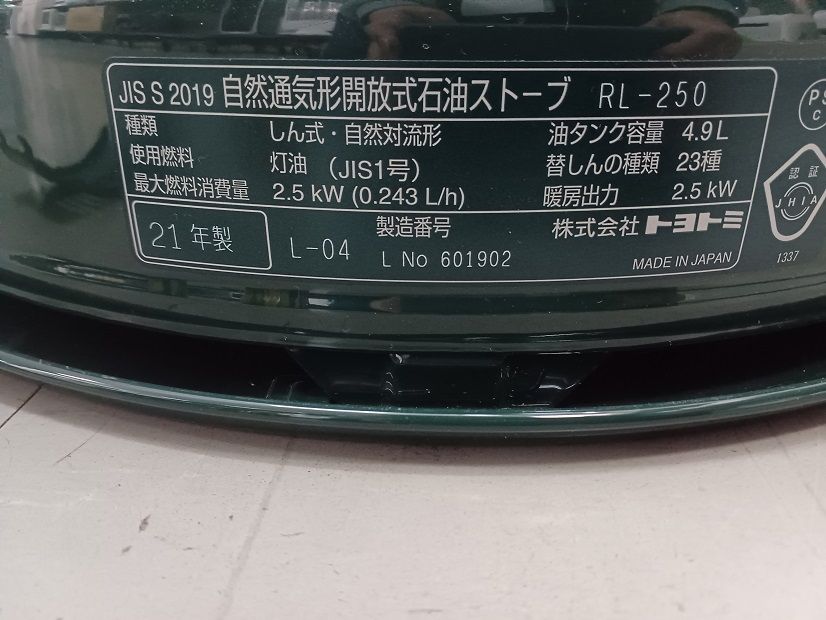 JIS S 2019 自然通気形開放式石油ストーブ RL-250
種類 しん式・自然対流形 油タンク容量 4.9 L
使用燃料 灯油 (JIS1号) 替しんの種類 23種
最大燃料消費量 2.5 kW (0.243 L/h) 暖房出力 2.5 kW
21 年製 L-04 製造番号 L No 601902 株式会社 トヨトミ
MADE IN JAPAN
PS
C
認証
JHIA
1337